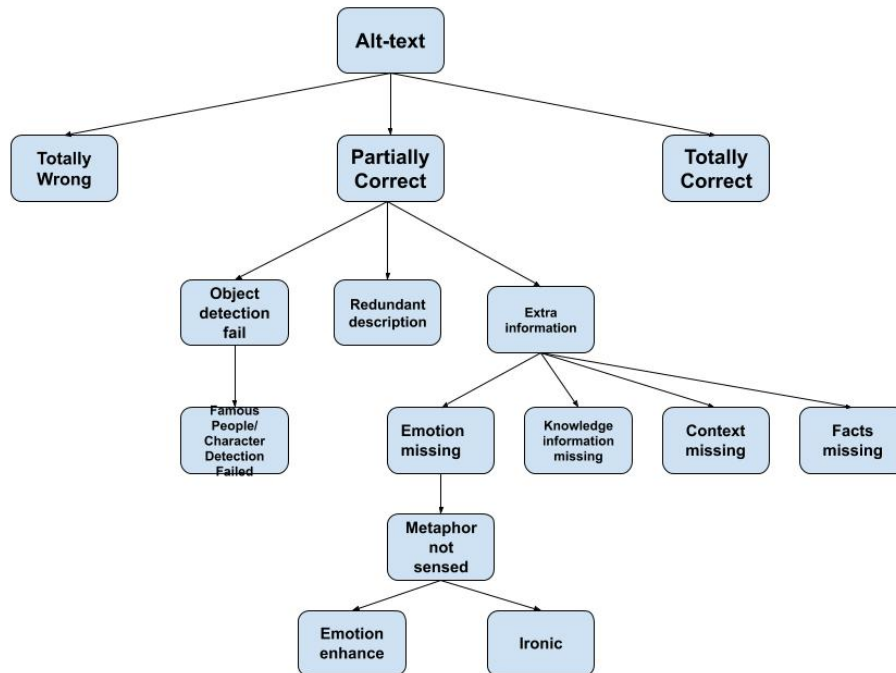 Alt-text
Totally
Wrong
Partially
Correct
Totally
Correct
Object
detection
fail
Redundant
description
Extra
information
Famous
People/
Character
Detection
Failed
Emotion
missing
Knowledge
information
missing
Context
missing
Facts
missing
Metaphor
not
sensed
Emotion
enhance
Ironic